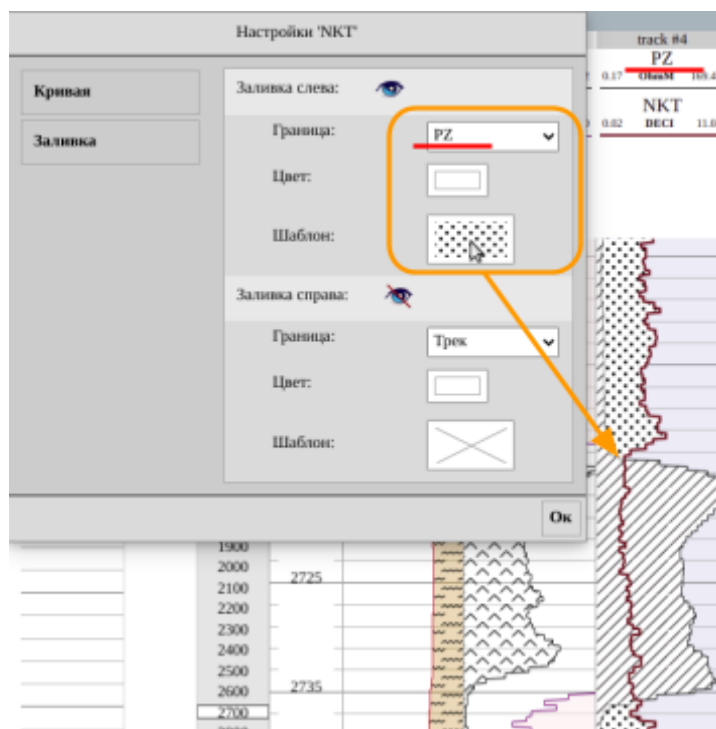 Настройки 'NKT'
Кривая
Заливка
Заливка слева:
Граница:
PZ
Цвет:
Шаблон:
Заливка справа:
Граница:
Трек
Цвет:
Шаблон:
Ок
track #4
PZ
0.17 OhmM 169.4
NKT
0.02 DECI 11.0
1900
2000
2725
2100
2200
2300
2400
2500
2600
2735
2700